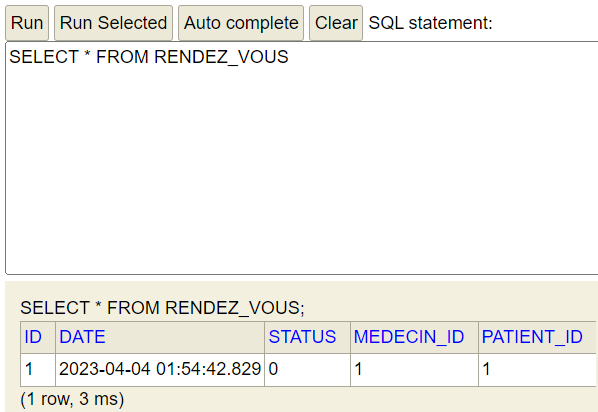 Run Run Selected Auto complete Clear SQL statement:
SELECT * FROM RENDEZ_VOUS
SELECT * FROM RENDEZ_VOUS;
ID DATE STATUS MEDECIN_ID PATIENT_ID
1 2023-04-04 01:54:42.829 0 1 1
(1 row, 3 ms)